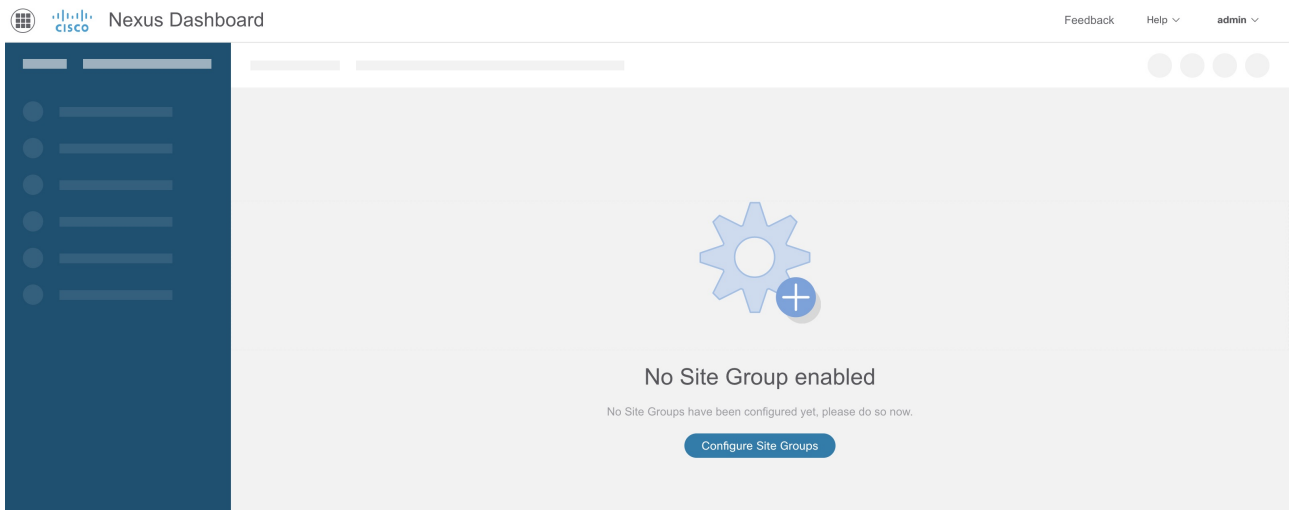 CISCO Nexus Dashboard Feedback Help admin
No Site Group enabled
No Site Groups have been configured yet, please do so now.
Configure Site Groups